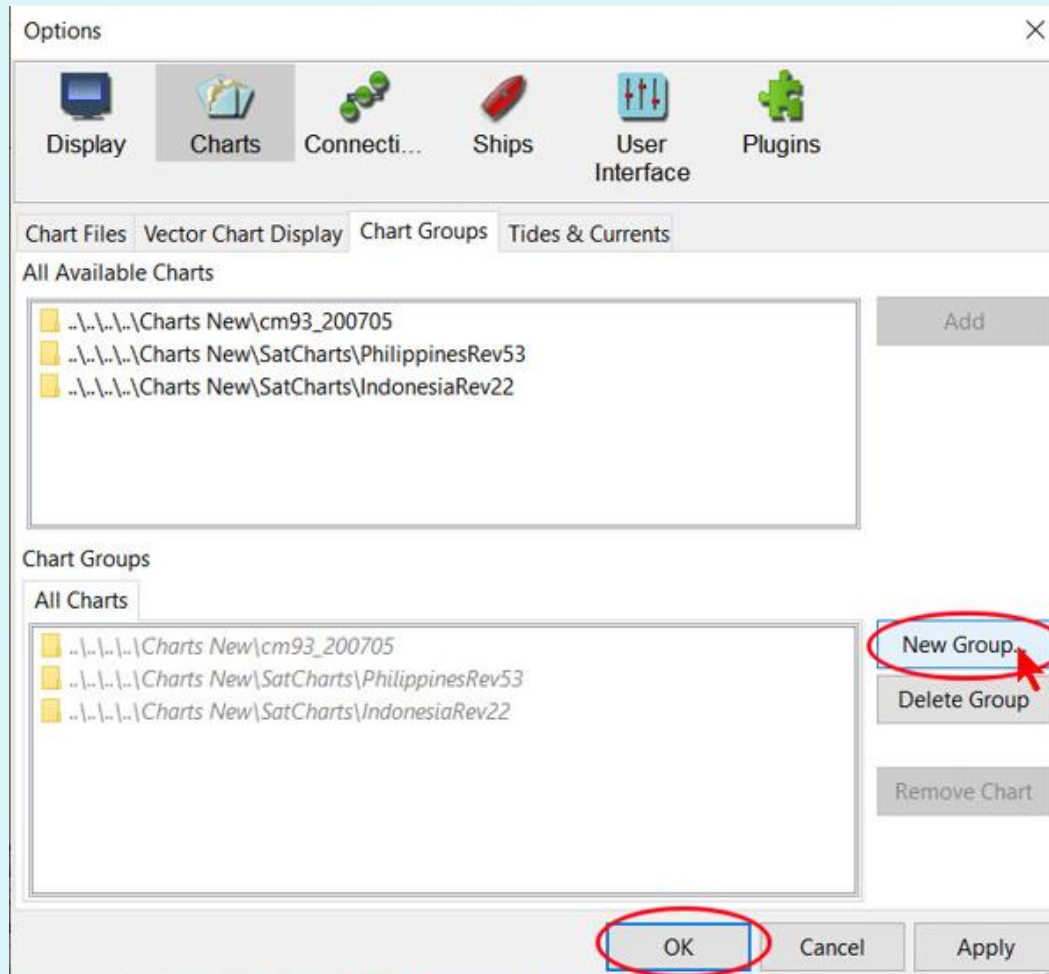 Options
Display
Charts
Connecti...
Ships
User
Interface
Plugins
Chart Files
Vector Chart Display
Chart Groups
Tides & Currents
All Available Charts
..\..\..\..\Charts New\cm93_200705
..\..\..\..\Charts New\SatCharts\PhilippinesRev53
..\..\..\..\Charts New\SatCharts\IndonesiaRev22
Add
Chart Groups
All Charts
..\..\..\..\Charts New\cm93_200705
..\..\..\..\Charts New\SatCharts\PhilippinesRev53
..\..\..\..\Charts New\SatCharts\IndonesiaRev22
New Group..
Delete Group
Remove Chart
OK
Cancel
Apply